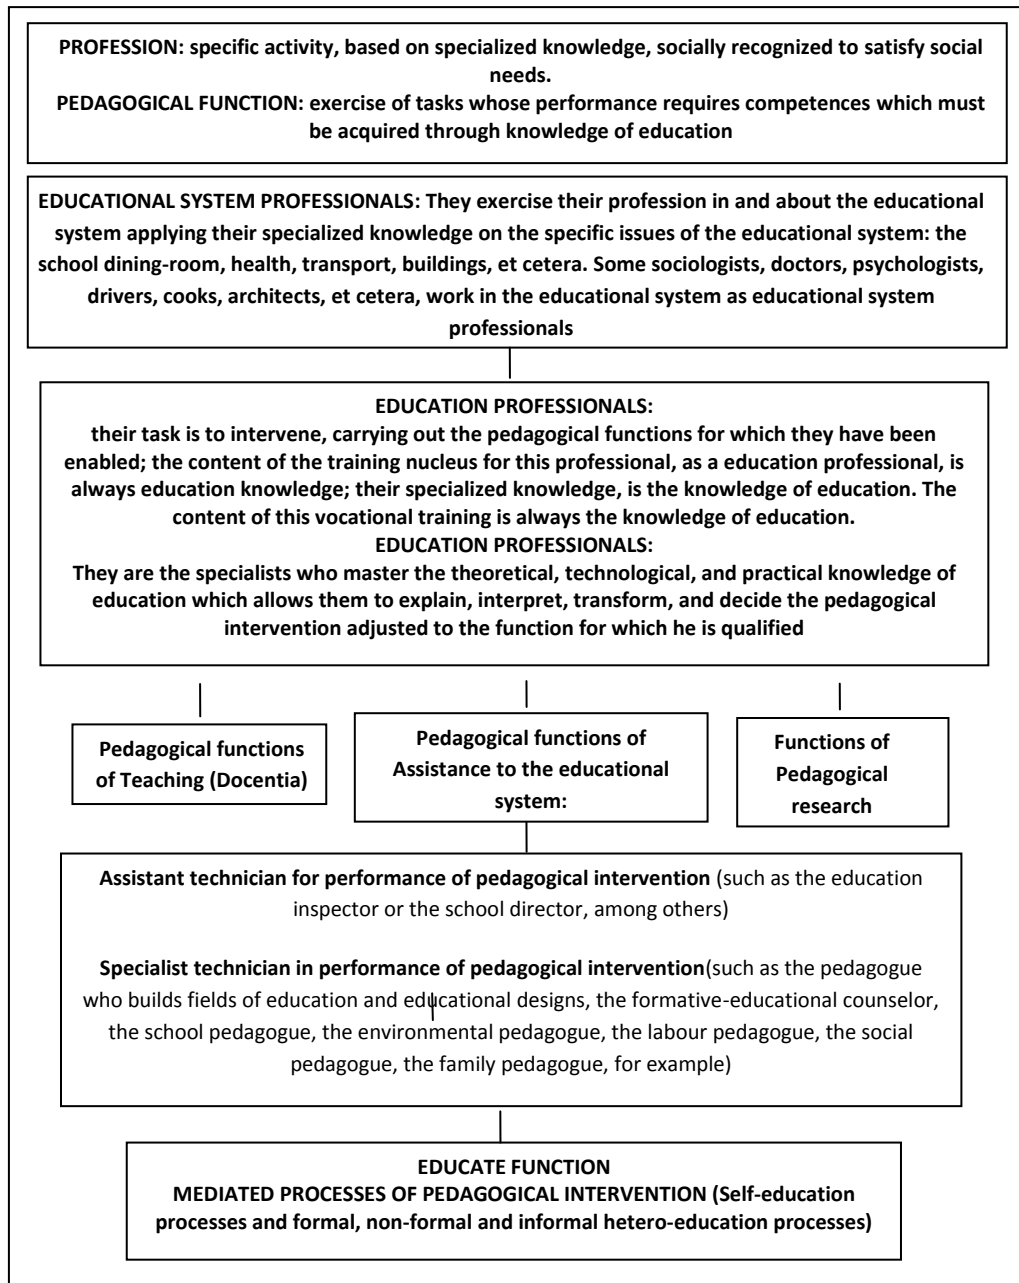 PROFESSION: specific activity, based on specialized knowledge, socially recognized to satisfy social
needs.
PEDAGOGICAL FUNCTION: exercise of tasks whose performance requires competences which must
be acquired through knowledge of education
EDUCATIONAL SYSTEM PROFESSIONALS: They exercise their profession in and about the educational
system applying their specialized knowledge on the specific issues of the educational system: the
school dining-room, health, transport, buildings, et cetera. Some sociologists, doctors, psychologists,
drivers, cooks, architects, et cetera, work in the educational system as educational system
professionals
EDUCATION PROFESSIONALS:
their task is to intervene, carrying out the pedagogical functions for which they have been
enabled; the content of the training nucleus for this professional, as a education professional, is
always education knowledge; their specialized knowledge, is the knowledge of education. The
content of this vocational training is always the knowledge of education.
EDUCATION PROFESSIONALS:
They are the specialists who master the theoretical, technological, and practical knowledge of
education which allows them to explain, interpret, transform, and decide the pedagogical
intervention adjusted to the function for which he is qualified
Pedagogical functions
of Teaching (Docentia)
Pedagogical functions of
Assistance to the educational
system:
Functions of
Pedagogical
research
Assistant technician for performance of pedagogical intervention (such as the education
inspector or the school director, among others)
Specialist technician in performance of pedagogical intervention(such as the pedagogue
who builds fields of education and educational designs, the formative-educational counselor,
the school pedagogue, the environmental pedagogue, the labour pedagogue, the social
pedagogue, the family pedagogue, for example)
EDUCATE FUNCTION
MEDIATED PROCESSES OF PEDAGOGICAL INTERVENTION (Self-education
processes and formal, non-formal and informal hetero-education processes)